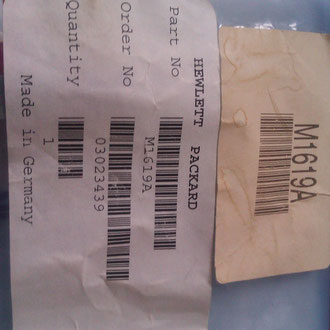 HEWLETT PACKARD
Part No
M1619A
Order No
03023439
Quantity
1
Made in Germany
M1619A